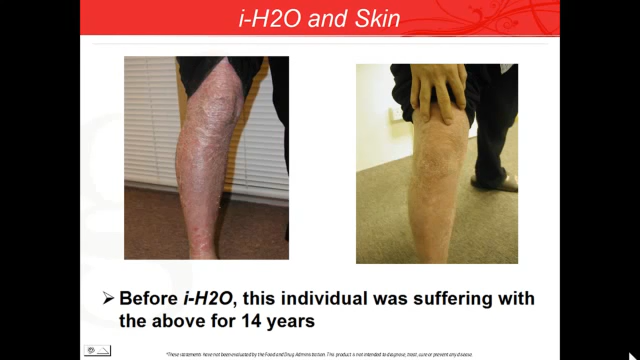 i-H2O and Skin
➢ Before i-H2O, this individual was suffering with
the above for 14 years
*These statements have not been evaluated by the Food and Drug Administration. This product is not intended to diagnose, treat, cure or prevent any disease.